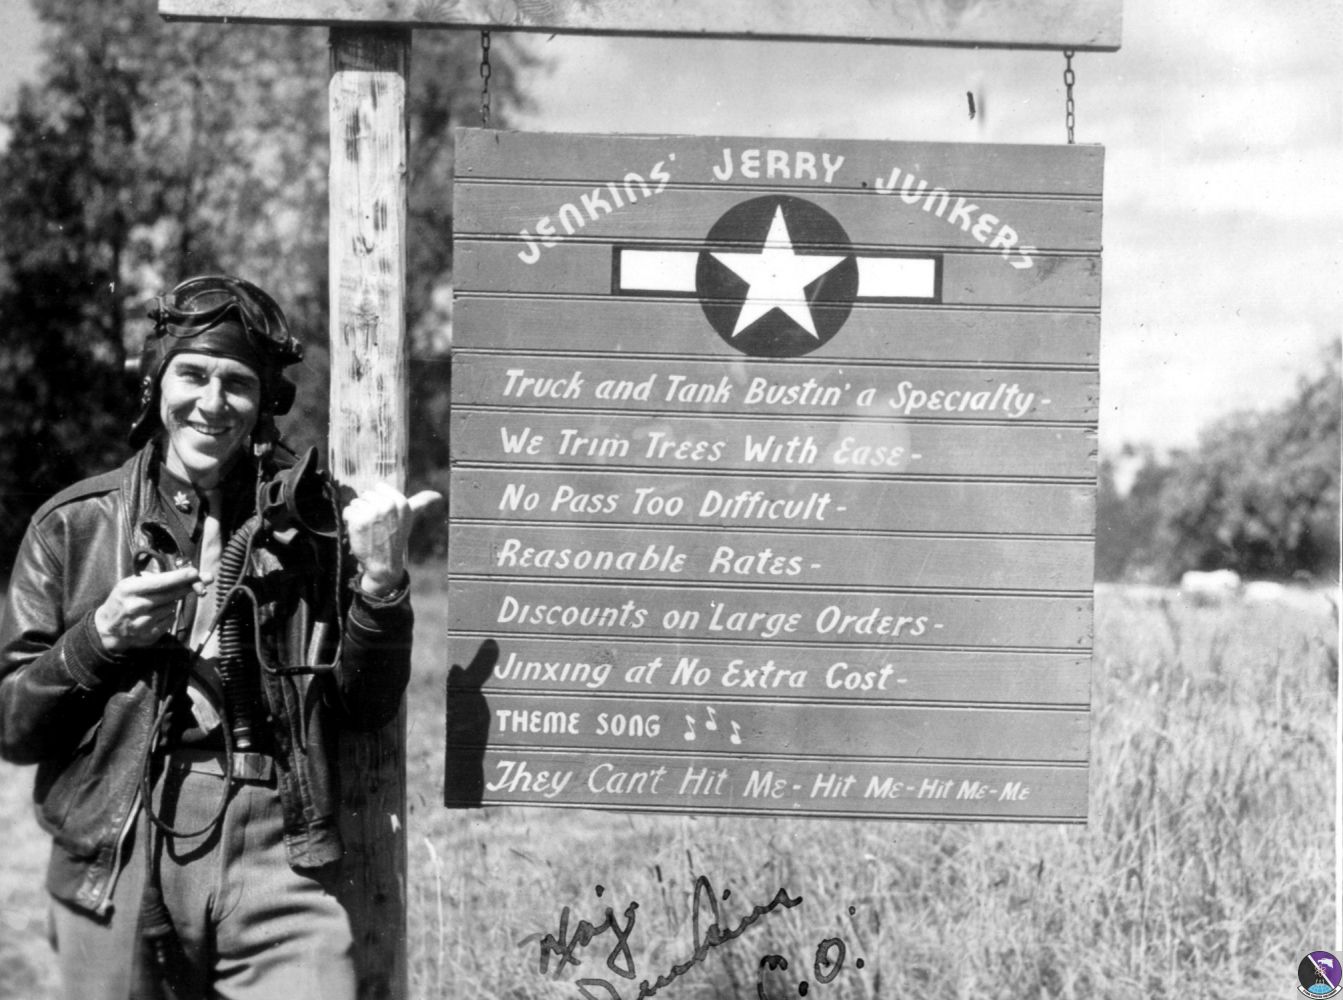 JENKINS' JERRY JUNKERS
Truck and Tank Bustin' a Specialty-
We Trim Trees With Ease-
No Pass Too Difficult-
Reasonable Rates-
Discounts on Large Orders-
Jinxing at No Extra Cost-
THEME SONG
They Can't Hit Me - Hit Me - Hit Me - Me
Maj.
Jenkins
C.O.